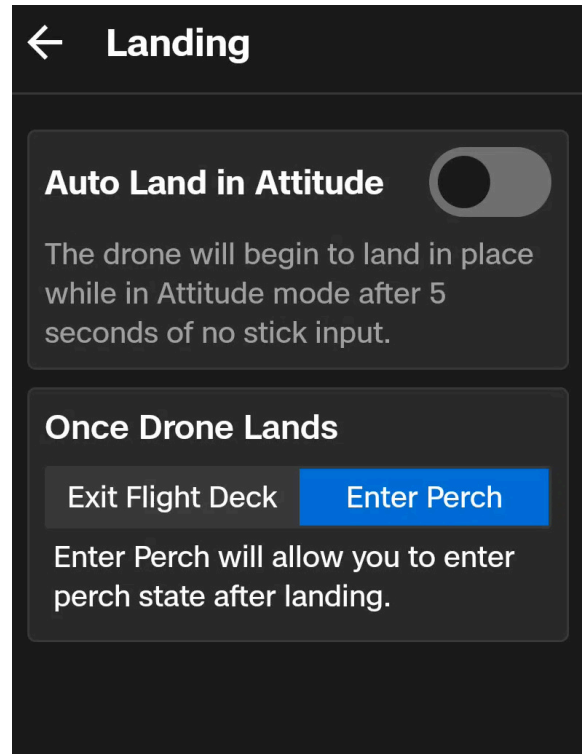 Landing
Auto Land in Attitude
The drone will begin to land in place
while in Attitude mode after 5
seconds of no stick input.
Once Drone Lands
Exit Flight Deck Enter Perch
Enter Perch will allow you to enter
perch state after landing.